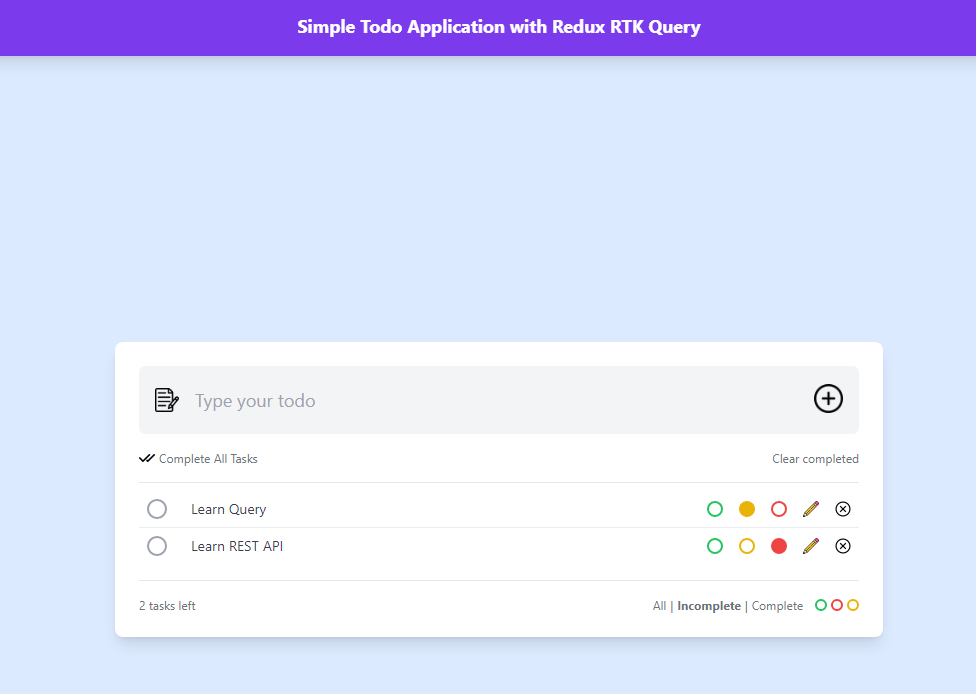 Simple Todo Application with Redux RTK Query
Type your todo
Complete All Tasks Clear completed
Learn Query
Learn REST API
2 tasks left All | Incomplete | Complete